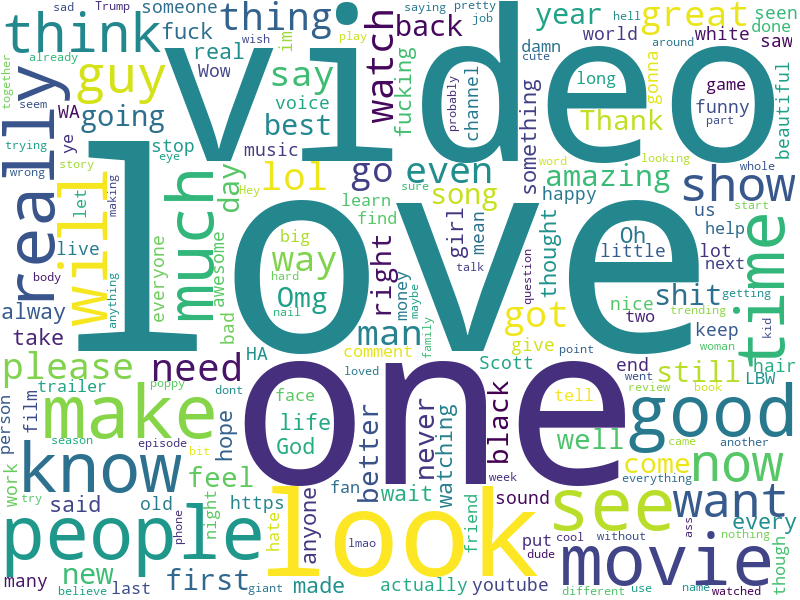 sad
Trump
someone
saying
pretty
job
hell
year
great
seen
done
think
thing
fuck
im
back
wish
play
around
world
white
saw
already
real
Wow
video
watch
damn
cute
together
really
guy
say
fucking
probably
channel
long
gonna
game
funny
part
beautiful
seem
WA
going
voice
best
Thank
something
trying
ye
stop
music
eye
story
wrong
will
let
making
much
day
Hey
lol
go
even
song
sure
amazing
word
looking
whole
show
learn
find
happy
us
start
love
everyone
awesome
bad
big
way
hard
Omg
nail
right
money
maybe
girl
mean
talk
question
thought
Oh
little
help
lot
next
time
live
body
anything
alway
take
man
family
got
give
nice
two
shit
trending
getting
keep
woman
kid
please
need
HA
comment
Scott
point
end
went
still
review
book
hair
LBW
trailer
poppy
dont
loved
one
tell
person
film
make
season
episode
bit
hope
face
life
God
better
never
black
week
well
good
came
another
know
feel
watching
come
everything
now
work
try
said
old
night
https
hate
anyone
fan
wait
look
friend
sound
see
want
every
people
phone
lmao
put
dude
cool
without
ass
nothing
though
many
new
believe
last
first
giant
made
actually
youtube
movie
different
use
name
watched